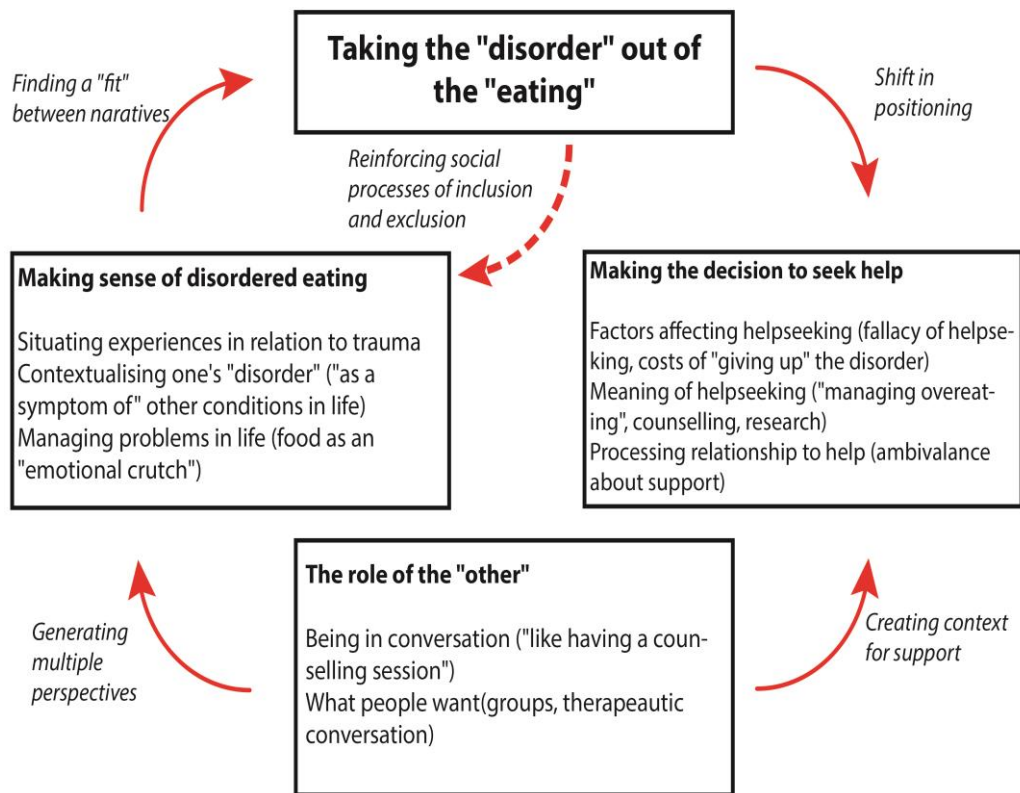 Taking the "disorder" out of
the "eating"
Finding a "fit"
between naratives
Shift in
positioning
Reinforcing social
processes of inclusion
and exclusion
Making sense of disordered eating
Situating experiences in relation to trauma
Contextualising one's "disorder" ("as a
symptom of" other conditions in life)
Managing problems in life (food as an
"emotional crutch")
Making the decision to seek help
Factors affecting helpseeking (fallacy of helpsee-
king, costs of "giving up" the disorder)
Meaning of helpseeking ("managing overeat-
ing", counselling, research)
Processing relationship to help (ambivalance
about support)
The role of the "other"
Being in conversation ("like having a coun-
selling session")
What people want(groups, therapeautic
conversation)
Generating
multiple
perspectives
Creating context
for support